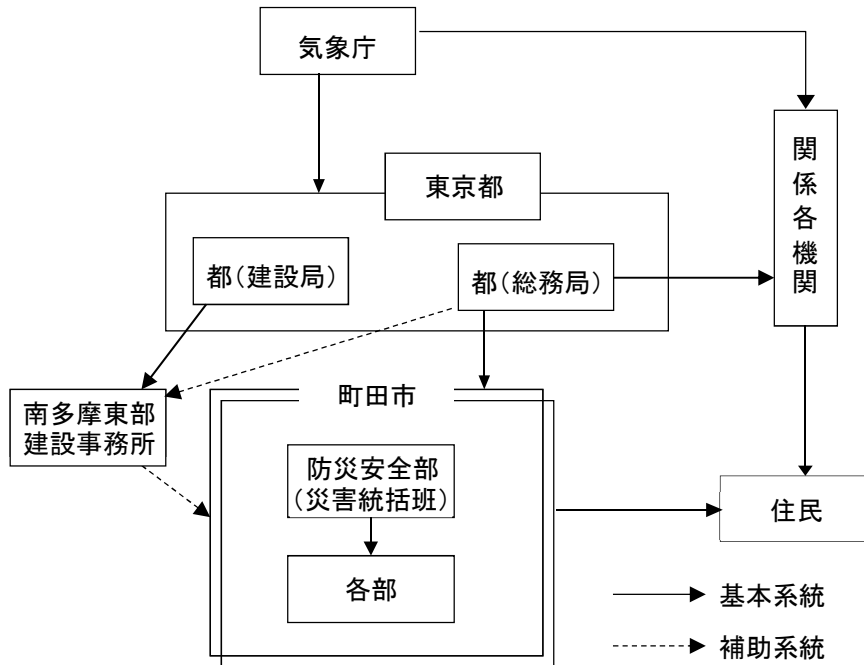 気象庁
関係各機関
東京都
都（建設局）
都（総務局）
南多摩東部
建設事務所
町田市
防災安全部
（災害統括班）
各部
住民
基本系統
補助系統